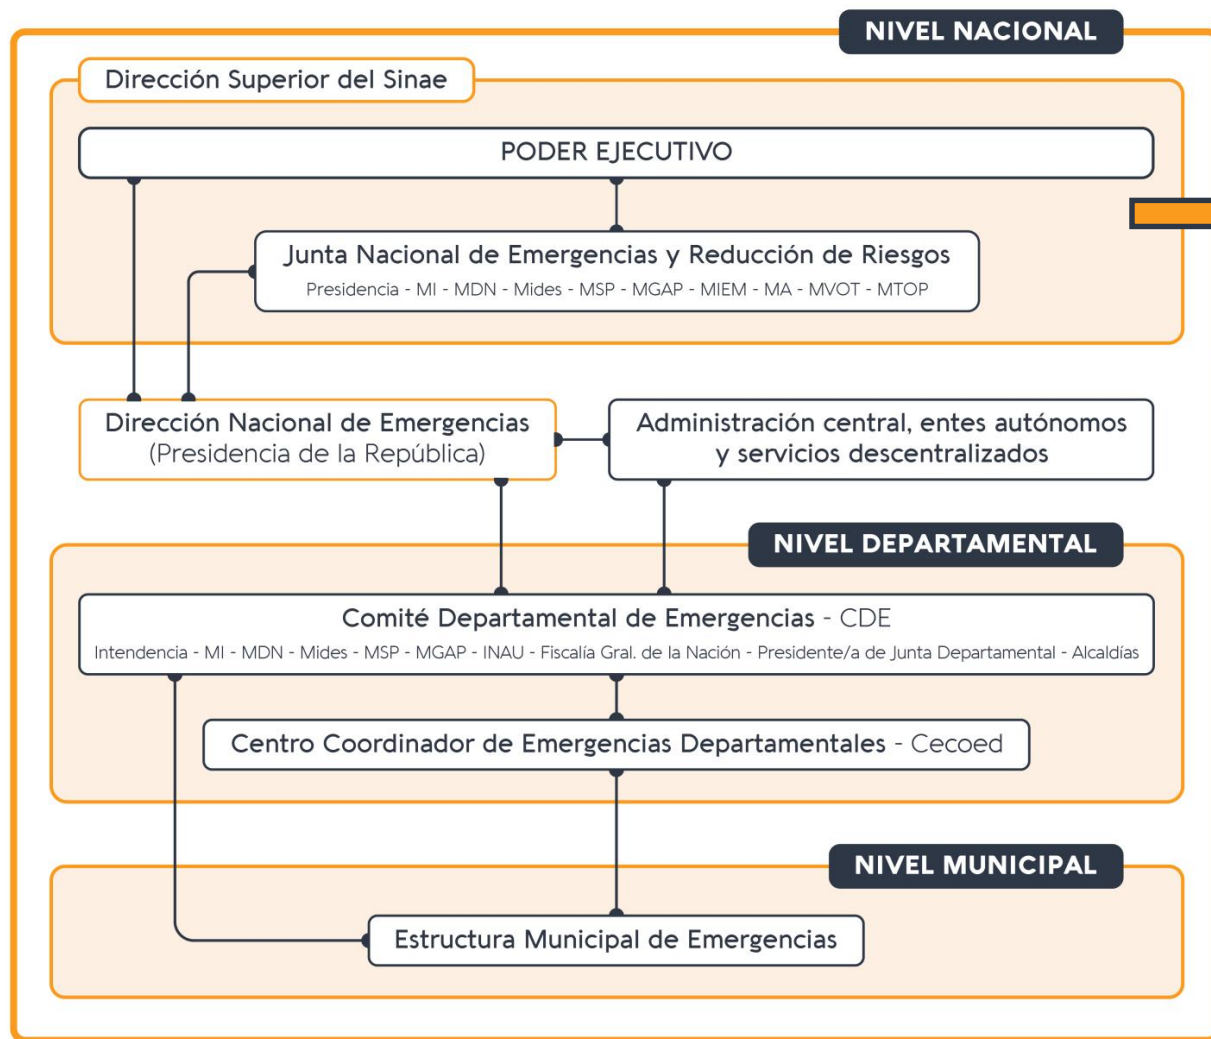 NIVEL NACIONAL
Dirección Superior del Sinae
PODER EJECUTIVO
Junta Nacional de Emergencias y Reducción de Riesgos
Presidencia - MI - MDN - Mides - MSP - MGAP - MIEM - MA - MVOT - MTOP
Dirección Nacional de Emergencias
(Presidencia de la República)
Administración central, entes autónomos
y servicios descentralizados
NIVEL DEPARTAMENTAL
Comité Departamental de Emergencias - CDE
Intendencia - MI - MDN - Mides - MSP - MGAP - INAU - Fiscalía Gral. de la Nación - Presidente/a de Junta Departamental - Alcaldías
Centro Coordinador de Emergencias Departamentales - Cecoed
NIVEL MUNICIPAL
Estructura Municipal de Emergencias